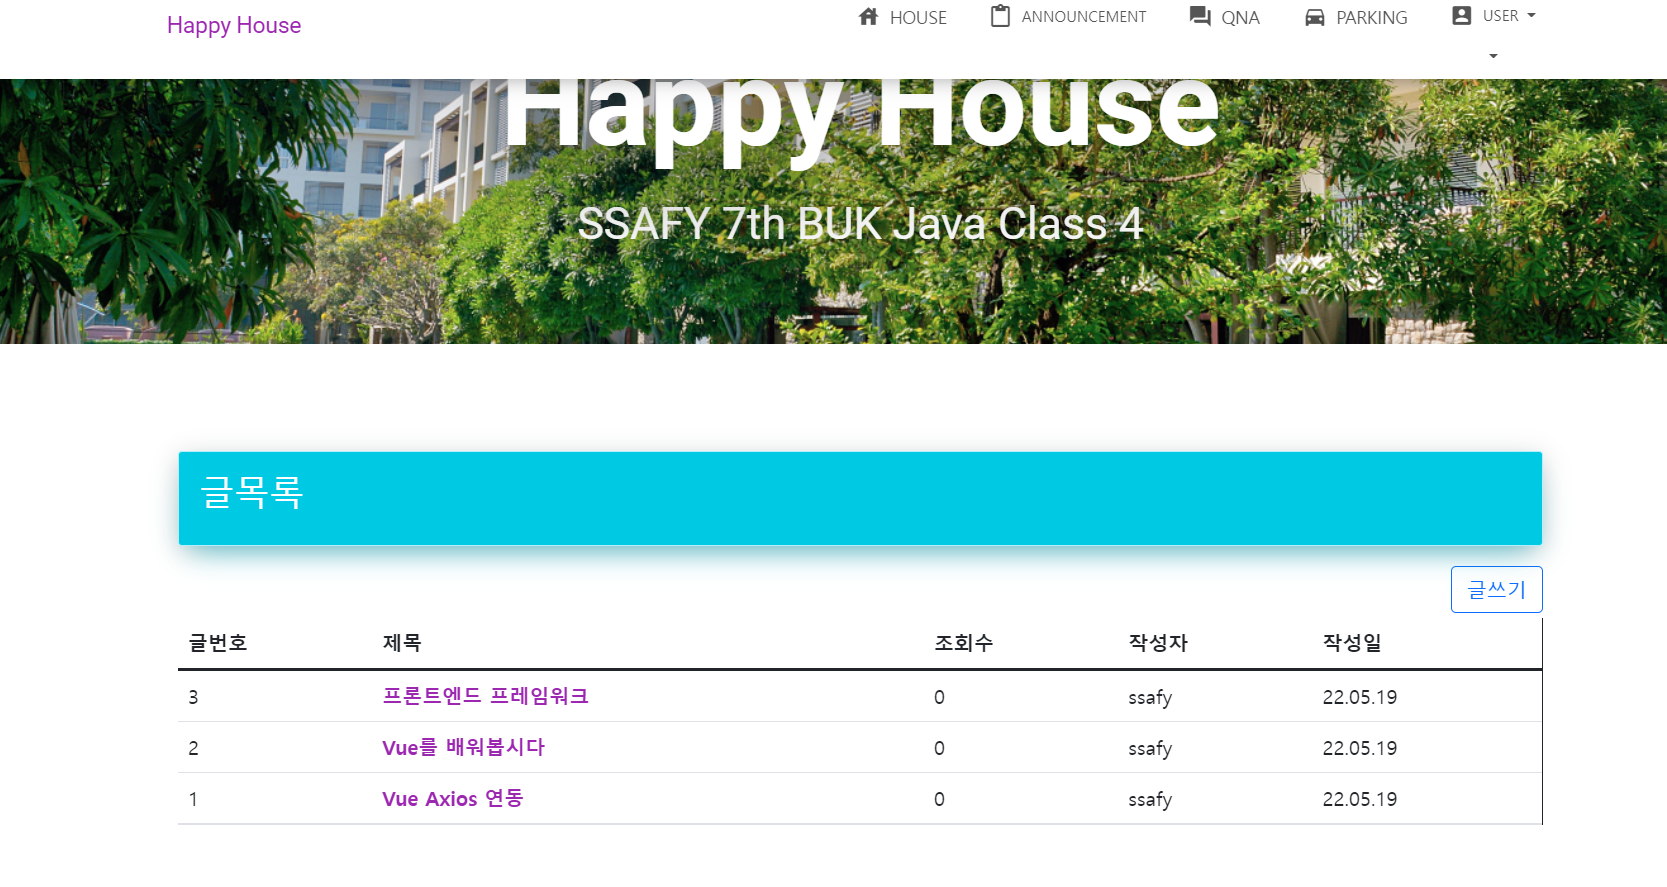 Happy House
HOUSE ANNOUNCEMENT QNA PARKING USER
Happy House
SSAFY 7th BUK Java Class 4
글목록
글쓰기
글번호 제목 조회수 작성자 작성일
3 프론트엔드 프레임워크 0 ssafy 22.05.19
2 Vue를 배워봅시다 0 ssafy 22.05.19
1 Vue Axios 연동 0 ssafy 22.05.19